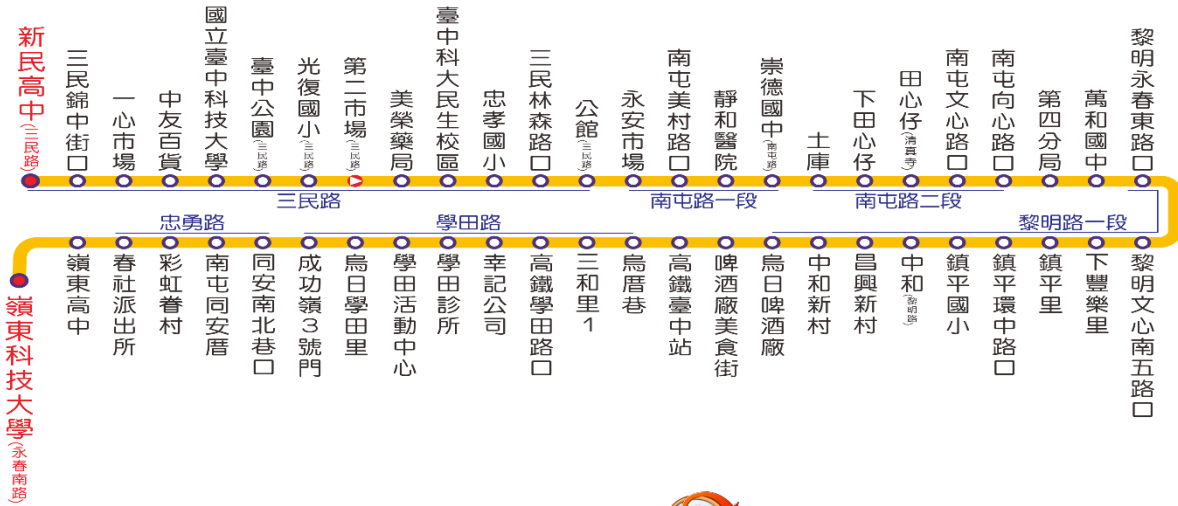 新民高中(三民路)
三民錦中街口
一心市場
中友百貨
國立臺中科技大學
臺中公園(三民路)
光復國小(三民路)
第二市場(三民路)
美榮藥局
臺中科大民生校區
忠孝國小
三民林森路口
公館(三民路)
永安市場
南屯美村路口
靜和醫院
崇德國中(南屯路)
土庫
下田心仔
田心仔(清真寺)
南屯文心路口
南屯向心路口
第四分局
萬和國中
黎明永春東路口
三民路
南屯路一段
南屯路二段
黎明路一段
學田路
忠勇路
黎明文心南五路口
下豐樂里
鎮平里
鎮平環中路口
鎮平國小
中和(黎明路)
昌興新村
中和新村
烏日啤酒廠
啤酒廠美食街
高鐵臺中站
烏厝巷
三和里1
高鐵學田路口
幸記公司
學田診所
學田活動中心
烏日學田里
成功嶺3號門
同安南北巷口
南屯同安厝
彩虹眷村
春社派出所
嶺東高中
嶺東科技大學(永春南路)